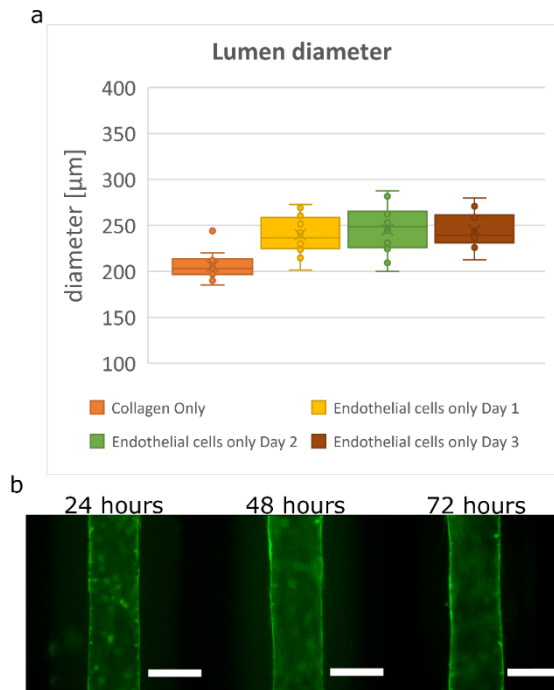 a
Lumen diameter
400
350
300
250
200
150
100
diameter [µm]
Collagen Only
Endothelial cells only Day 1
Endothelial cells only Day 2
Endothelial cells only Day 3
b
24 hours 48 hours 72 hours